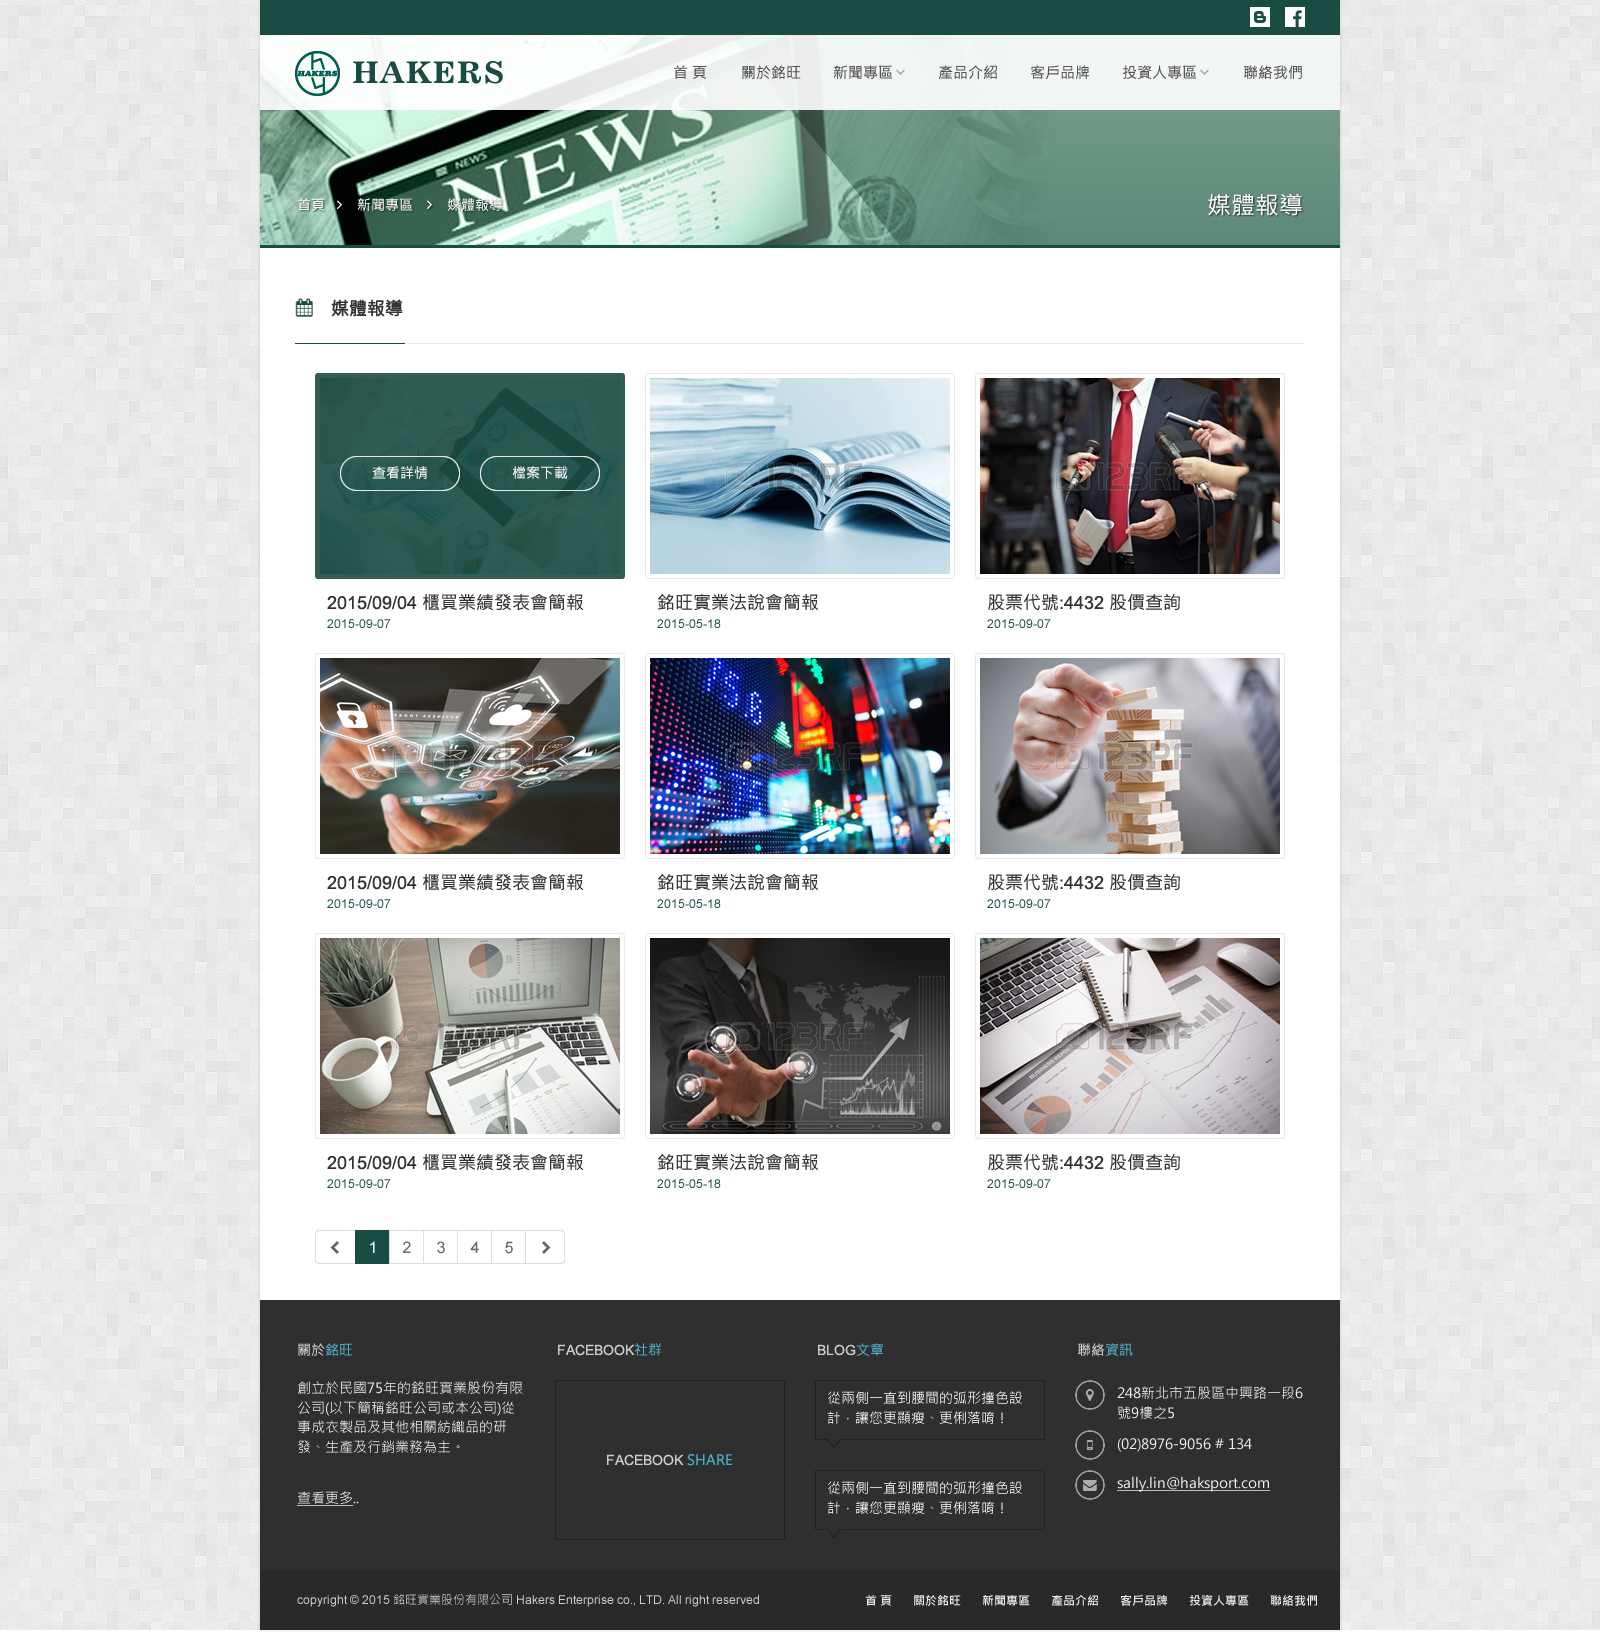 HAKERS HAKERS 首 頁 關於銘旺 新聞專區 產品介紹 客戶品牌 投資人專區 聯絡我們
NEWS
NEWS
Mortgage and Savings Center
首頁 > 新聞專區 > 媒體報導
媒體報導
媒體報導
查看詳情 檔案下載
123RF
123RF
2015/09/04 櫃買業績發表會簡報
2015-09-07
銘旺實業法說會簡報
2015-05-18
股票代號:4432 股價查詢
2015-09-07
123RF
123RF
123RF
2015/09/04 櫃買業績發表會簡報
2015-09-07
銘旺實業法說會簡報
2015-05-18
股票代號:4432 股價查詢
2015-09-07
123RF
123RF
123RF
BUSINESS REPORT
2015/09/04 櫃買業績發表會簡報
2015-09-07
銘旺實業法說會簡報
2015-05-18
股票代號:4432 股價查詢
2015-09-07
1 2 3 4 5
關於銘旺
創立於民國75年的銘旺實業股份有限
公司(以下簡稱銘旺公司或本公司)從
事成衣製品及其他相關紡織品的研
發、生產及行銷業務為主。
查看更多..
FACEBOOK社群
FACEBOOK SHARE
BLOG文章
從兩側一直到腰間的弧形撞色設
計，讓您更顯瘦、更俐落唷！
從兩側一直到腰間的弧形撞色設
計，讓您更顯瘦、更俐落唷！
聯絡資訊
248新北市五股區中興路一段6
號9樓之5
(02)8976-9056 # 134
sally.lin@haksport.com
copyright © 2015 銘旺實業股份有限公司 Hakers Enterprise co., LTD. All right reserved
首 頁 關於銘旺 新聞專區 產品介紹 客戶品牌 投資人專區 聯絡我們